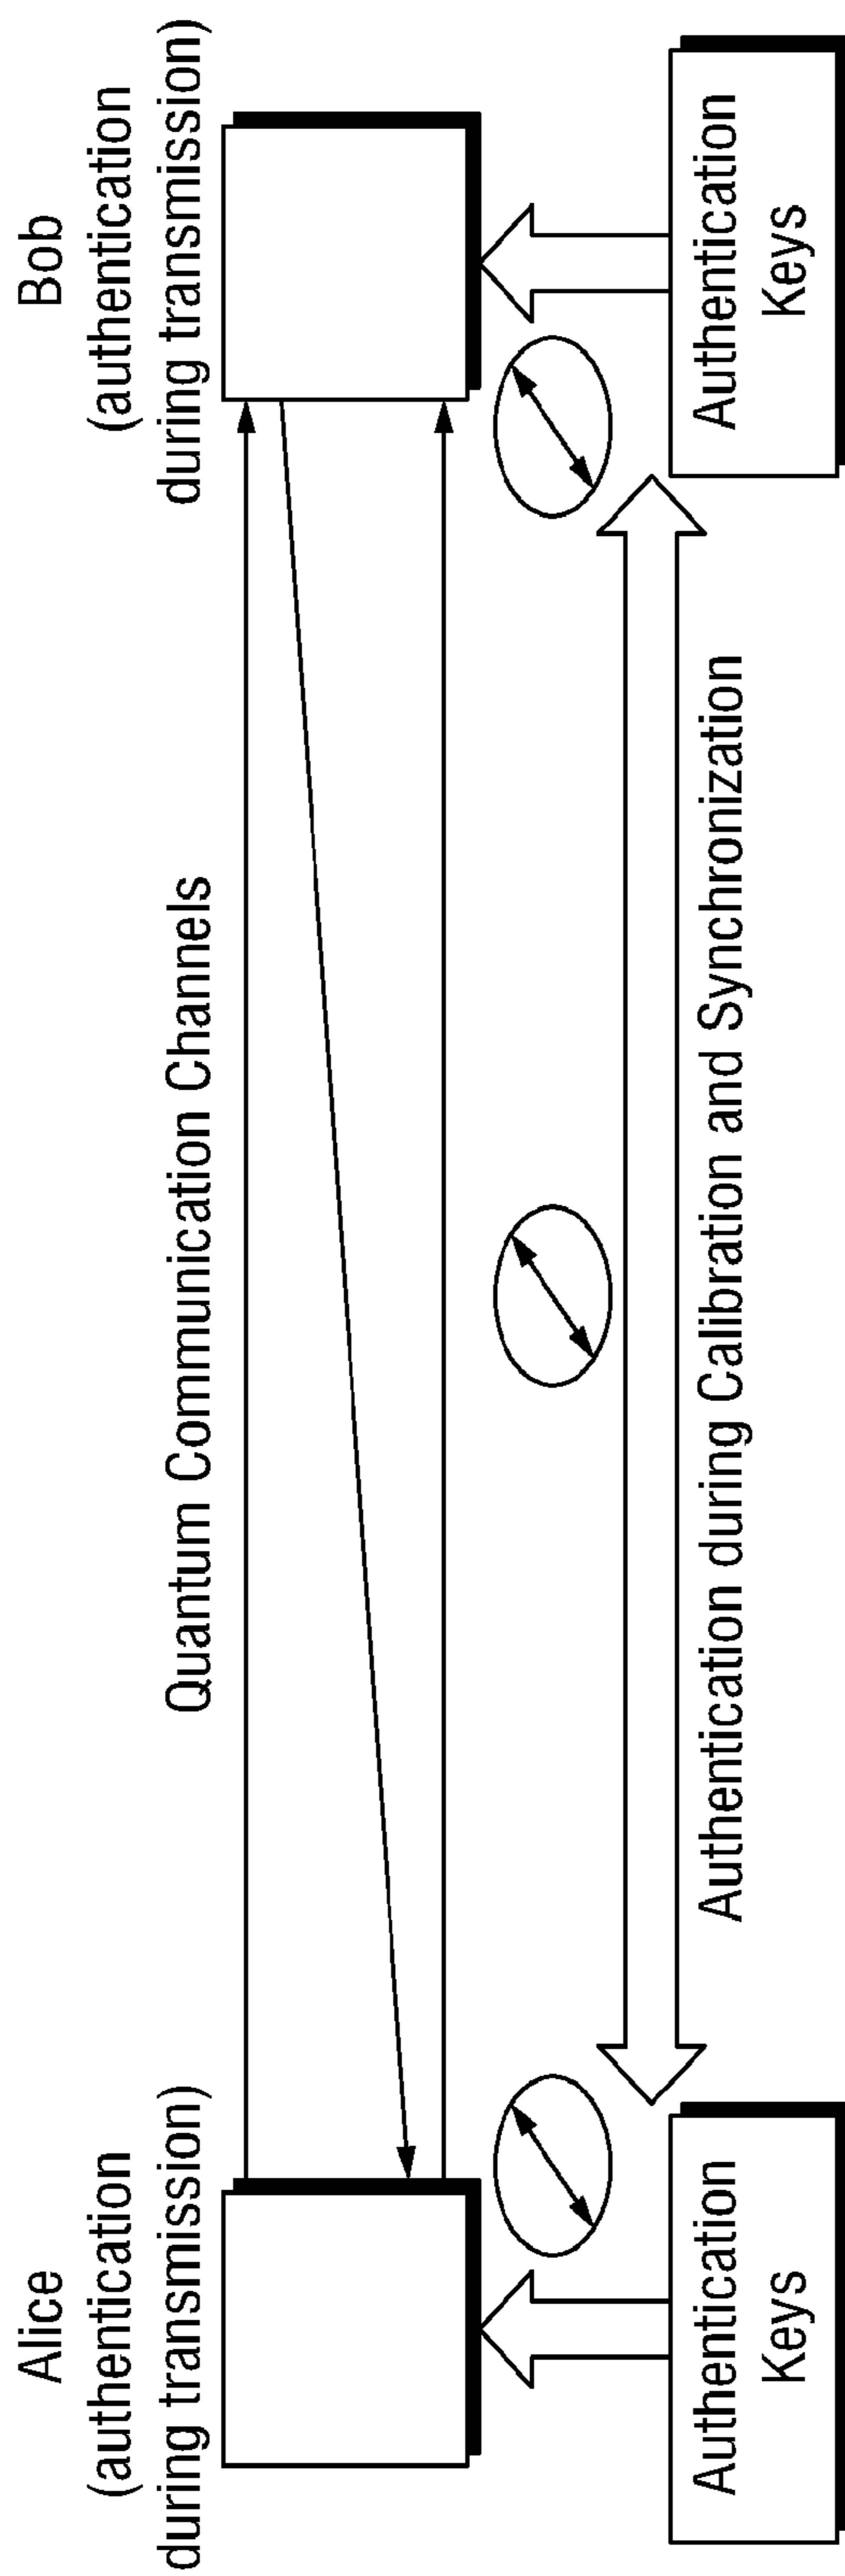 Alice
(authentication
during transmission)
Quantum Communication Channels
Bob
(authentication
during transmission)
Authentication during Calibration and Synchronization
Authentication
Keys
Authentication
Keys